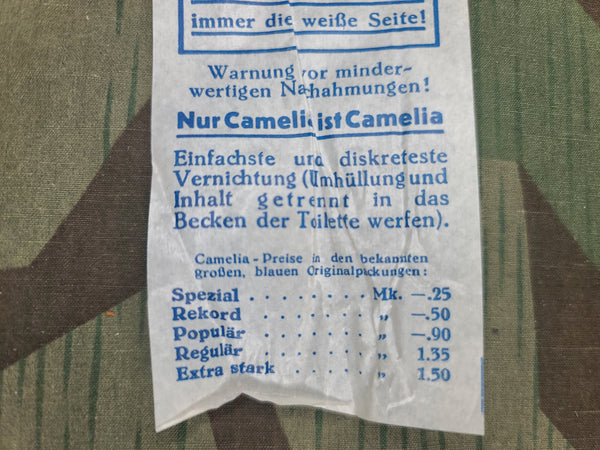 immer die weiße Seite!
Warnung vor minder-
wertigen Nachahmungen!
Nur Camelia ist Camelia
Einfachste und diskreteste
Vernichtung (Umhüllung und
Inhalt getrennt in das
Becken der Toilette werfen).
Camelia-Preise in den bekannten
großen, blauen Originalpackungen:
Spezial . . . . . . . . Mk. —.25
Rekord . . . . . . . „ —.50
Populär . . . . . . . „ —.90
Regulär . . . . . . . „ 1.35
Extra stark . . . . . „ 1.50